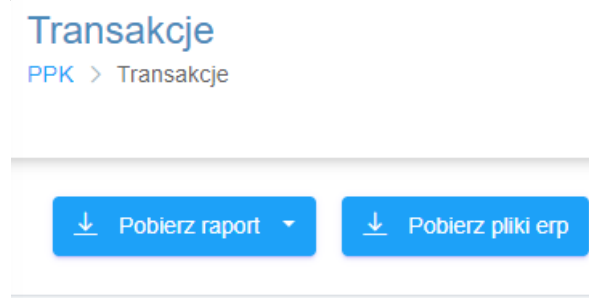 Transakcje
PPK > Transakcje
Pobierz raport
Pobierz pliki erp